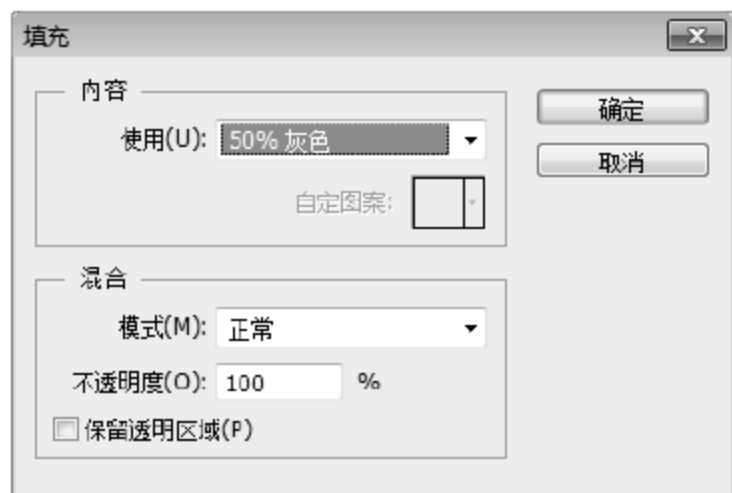 填充
内容
使用(U): 50% 灰色
自定图案:
确定
取消
混合
模式(M): 正常
不透明度(O): 100 %
保留透明区域(P)